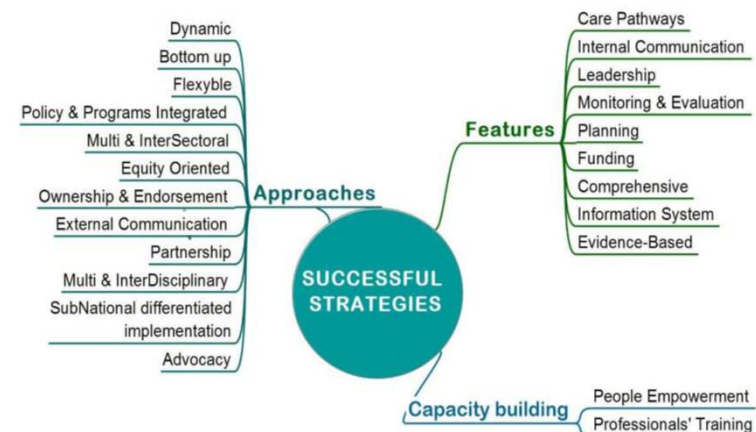 Dynamic
Bottom up
Flexyble
Policy & Programs Integrated
Multi & InterSectoral
Equity Oriented
Ownership & Endorsement
External Communication
Partnership
Multi & InterDisciplinary
SubNational differentiated
implementation
Advocacy
Approaches
SUCCESSFUL
STRATEGIES
Features
Care Pathways
Internal Communication
Leadership
Monitoring & Evaluation
Planning
Funding
Comprehensive
Information System
Evidence-Based
Capacity building
People Empowerment
Professionals' Training